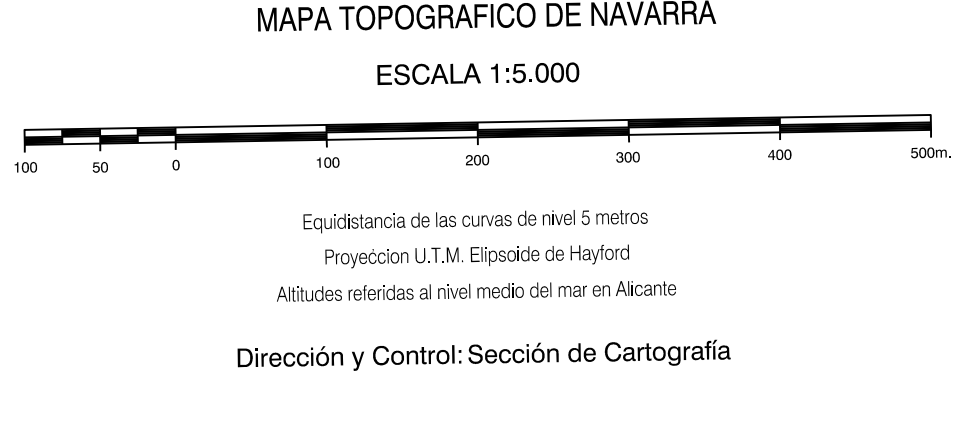 MAPA TOPOGRAFICO DE NAVARRA
ESCALA 1:5.000
100 50 0 100 200 300 400 500m.
Equidistancia de las curvas de nivel 5 metros
Proyección U.T.M. Elipsoide de Hayford
Altitudes referidas al nivel medio del mar en Alicante
Dirección y Control: Sección de Cartografía